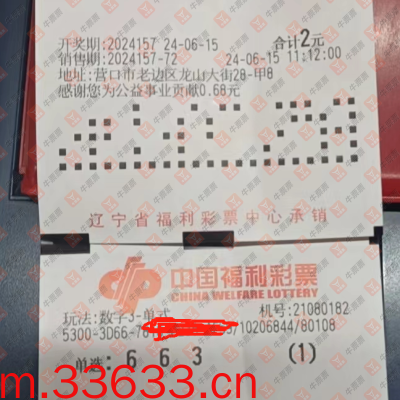 开奖期:2024157 24-06-15 合计2元
销售期:2024157-72 24-06-15 11:12:00
地址:营口市老边区龙山大街26-甲8
感谢您为公益事业贡献0.68元
辽宁省福利彩票中心承销
中国福利彩票
CHINA WELFARE LOTTERY
玩法:数字3-单式 机号:21080182
5300-3D66-78 710206844/80108
单选: 6 6 3 (1)
m.33633.cn